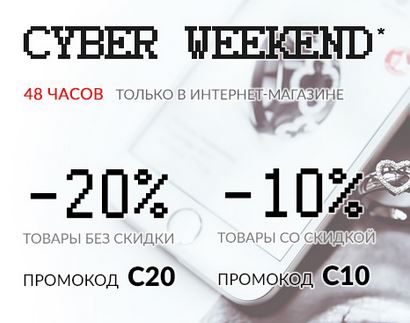 CYBER WEEKEND*
48 ЧАСОВ ТОЛЬКО В ИНТЕРНЕТ-МАГАЗИНЕ
-20% -10%
ТОВАРЫ БЕЗ СКИДКИ ТОВАРЫ СО СКИДКОЙ
ПРОМОКОД C20 ПРОМОКОД C10